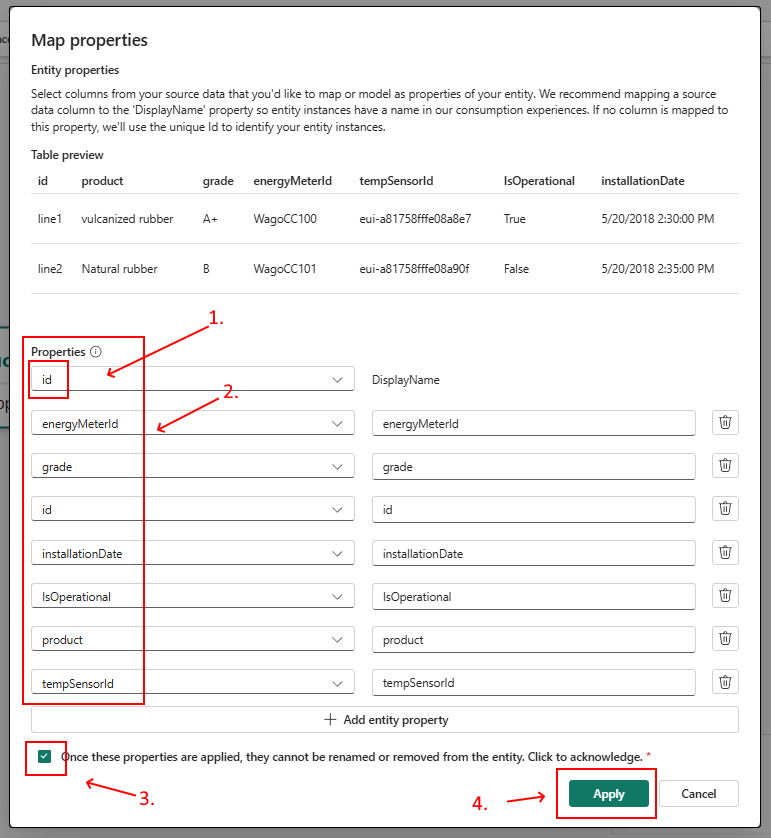 Map properties
Entity properties
Select columns from your source data that you'd like to map or model as properties of your entity. We recommend mapping a source
data column to the 'DisplayName' property so entity instances have a name in our consumption experiences. If no column is mapped to
this property, we'll use the unique Id to identify your entity instances.
Table preview
id product grade energyMeterId tempSensorId IsOperational installationDate
line1 vulcanized rubber A+ WagoCC100 eui-a81758fffe08a8e7 True 5/20/2018 2:30:00 PM
line2 Natural rubber B WagoCC101 eui-a81758fffe08a90f False 5/20/2018 2:35:00 PM
1.
Properties
id DisplayName
2.
energyMeterId energyMeterId
grade grade
id id
installationDate installationDate
IsOperational IsOperational
product product
tempSensorId tempSensorId
+ Add entity property
Once these properties are applied, they cannot be renamed or removed from the entity. Click to acknowledge. *
3.
4.
Apply Cancel